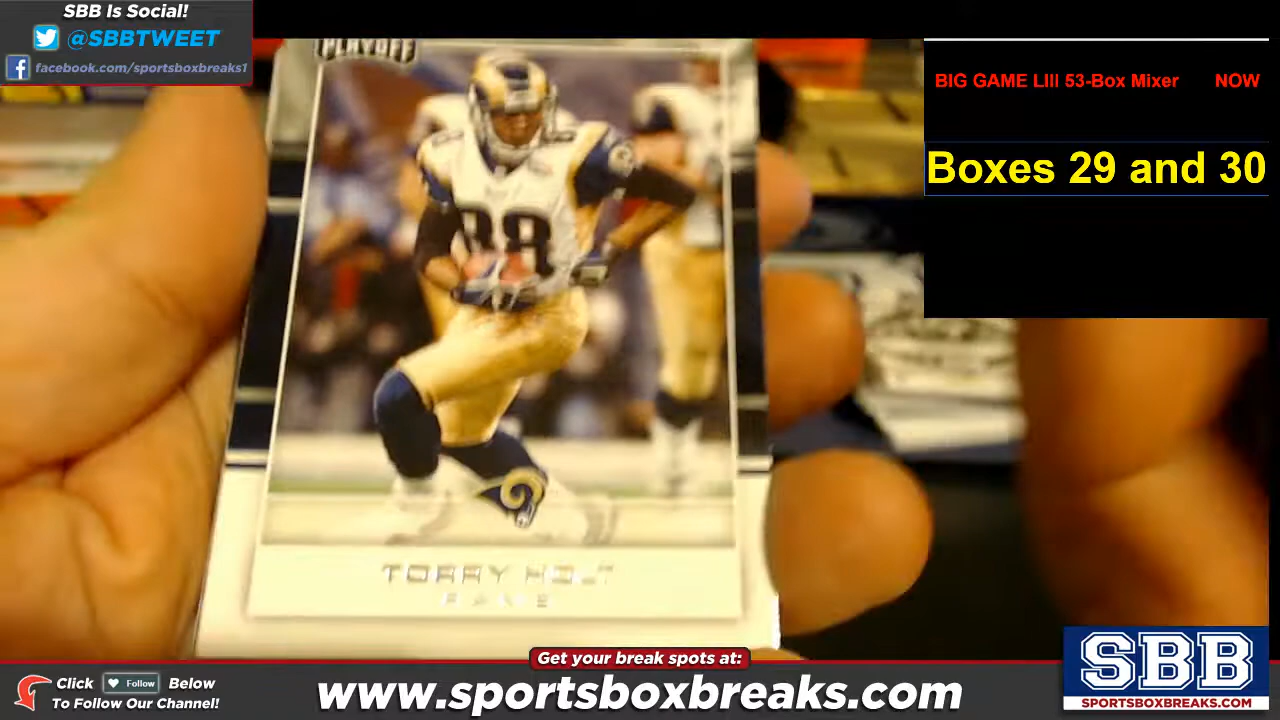 SBB Is Social!
@SBBTWEET
facebook.com/sportsboxbreaks1
PLAYOFF
88
TORRY HOLT
RAMS
BIG GAME LIII 53-Box Mixer NOW
Boxes 29 and 30
Get your break spots at:
Click Follow Below
To Follow Our Channel!
www.sportsboxbreaks.com
SBB
SPORTSBOXBREAKS.COM